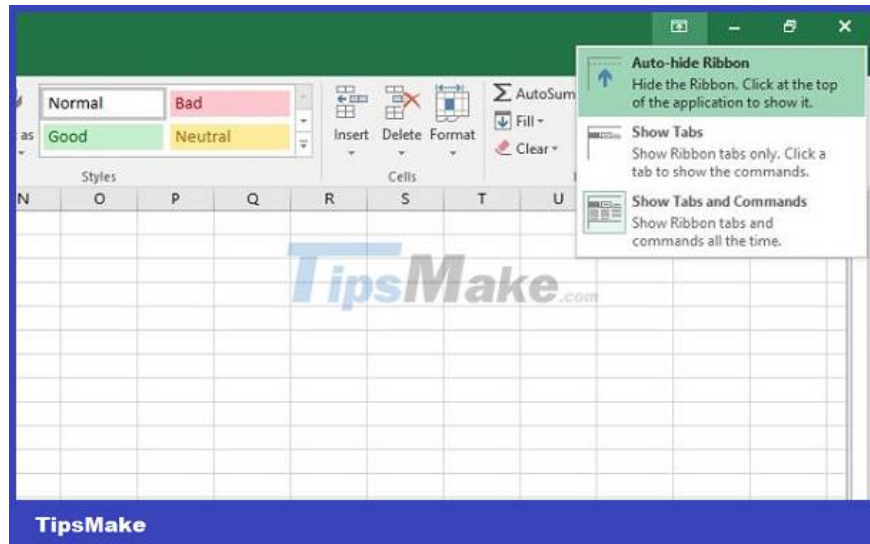 Auto-hide Ribbon
Hide the Ribbon. Click at the top
of the application to show it.
Show Tabs
Show Ribbon tabs only. Click a
tab to show the commands.
Show Tabs and Commands
Show Ribbon tabs and
commands all the time.
Normal Bad
as Good Neutral
Styles
Insert Delete Format
Cells
AutoSum
Fill
Clear
N O P Q R S T U
TipsMake.com
TipsMake